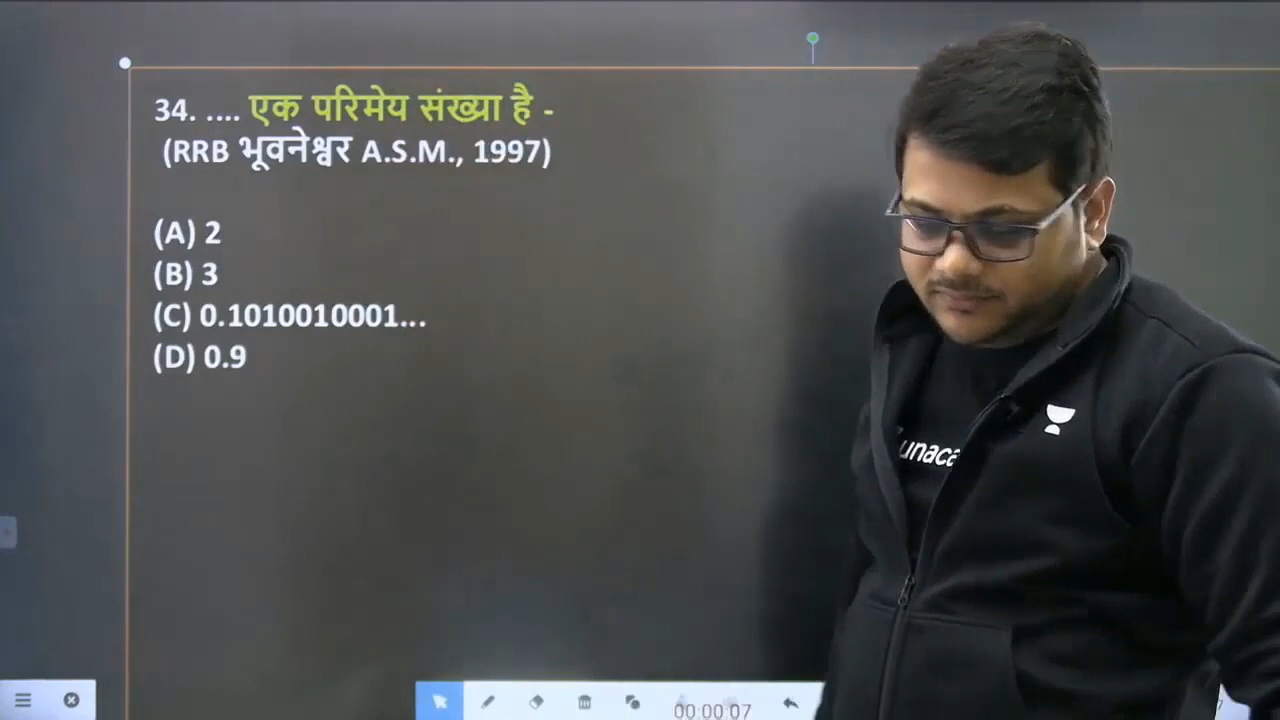 34. .... एक परिमेय संख्या है -
(RRB भूवनेश्वर A.S.M., 1997)
(A) 2
(B) 3
(C) 0.1010010001...
(D) 0.9
unaca
00:00:07